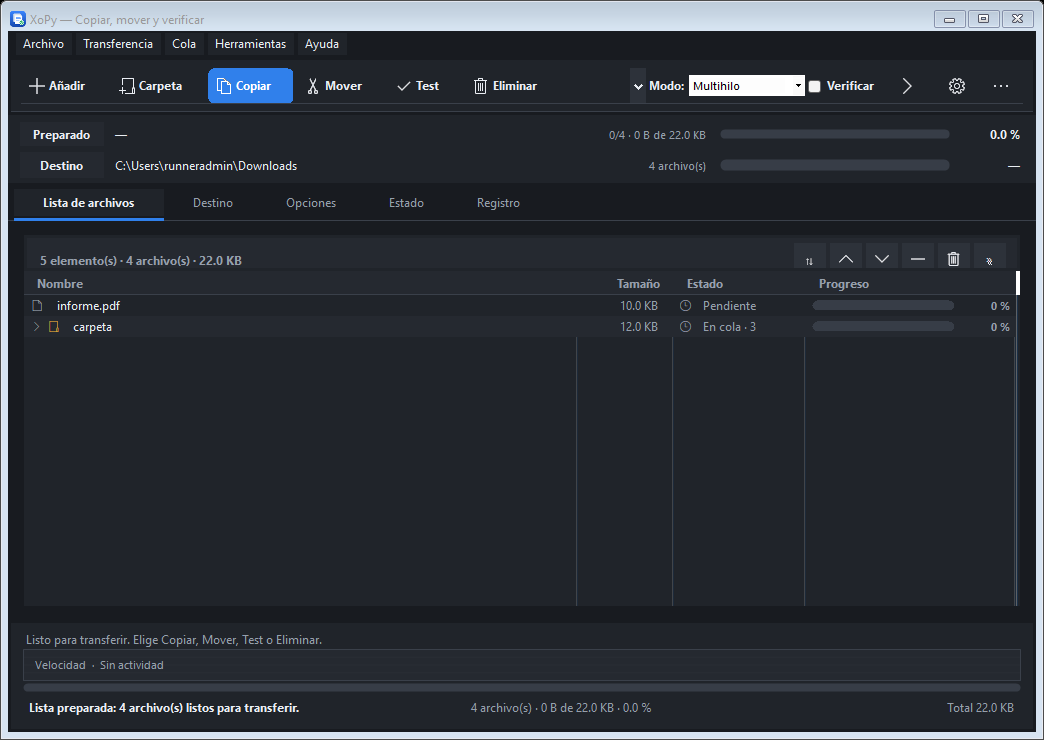 XoPy — Copiar, mover y verificar
Archivo Transferencia Cola Herramientas Ayuda
Añadir Carpeta Copiar Mover Test Eliminar Modo: Multihilo Verificar
Preparado — 0/4 · 0 B de 22.0 KB 0.0 %
Destino C:\Users\runneradmin\Downloads 4 archivo(s) —
Lista de archivos Destino Opciones Estado Registro
5 elemento(s) · 4 archivo(s) · 22.0 KB
Nombre Tamaño Estado Progreso
informe.pdf 10.0 KB Pendiente 0 %
carpeta 12.0 KB En cola · 3 0 %
Listo para transferir. Elige Copiar, Mover, Test o Eliminar.
Velocidad · Sin actividad
Lista preparada: 4 archivo(s) listos para transferir. 4 archivo(s) · 0 B de 22.0 KB · 0.0 % Total 22.0 KB